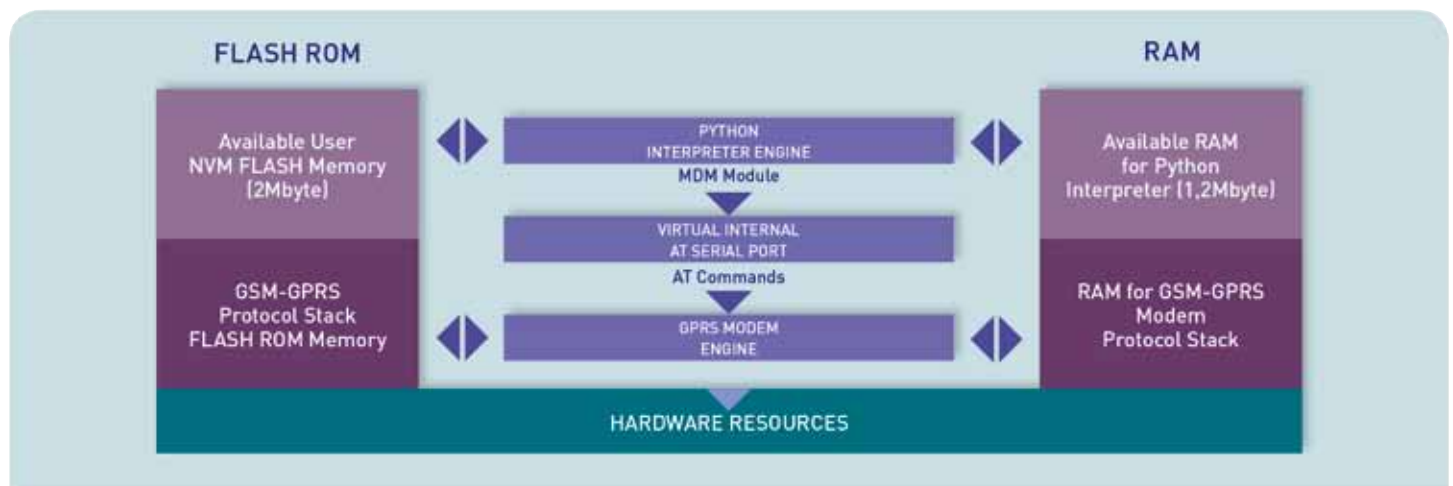 FLASH ROM
Available User
NVM FLASH Memory
(2Mbyte)
GSM-GPRS
Protocol Stack
FLASH ROM Memory
PYTHON
INTERPRETER ENGINE
MDM Module
VIRTUAL INTERNAL
AT SERIAL PORT
AT Commands
GPRS MODEM
ENGINE
RAM
Available RAM
for Python
Interpreter (1,2Mbyte)
RAM for GSM-GPRS
Modem
Protocol Stack
HARDWARE RESOURCES